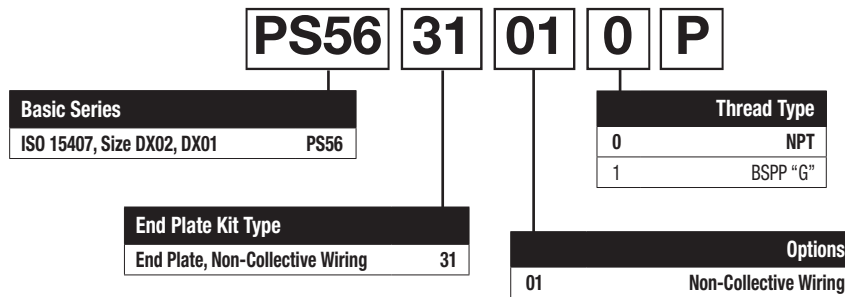 PS56 31 01 0 P
Basic Series
ISO 15407, Size DX02, DX01 PS56
Thread Type
0 NPT
1 BSPP “G”
End Plate Kit Type
End Plate, Non-Collective Wiring 31
Options
01 Non-Collective Wiring